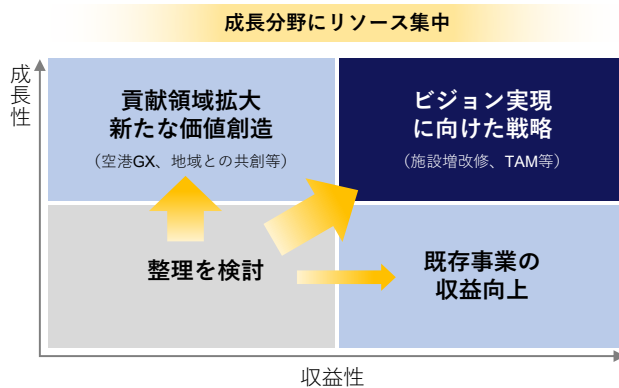 成長分野にリソース集中
成長性
貢献領域拡大
新たな価値創造
（空港GX、地域との共創等）
ビジョン実現
に向けた戦略
（施設増改修、TAM等）
整理を検討
既存事業の
収益向上
収益性